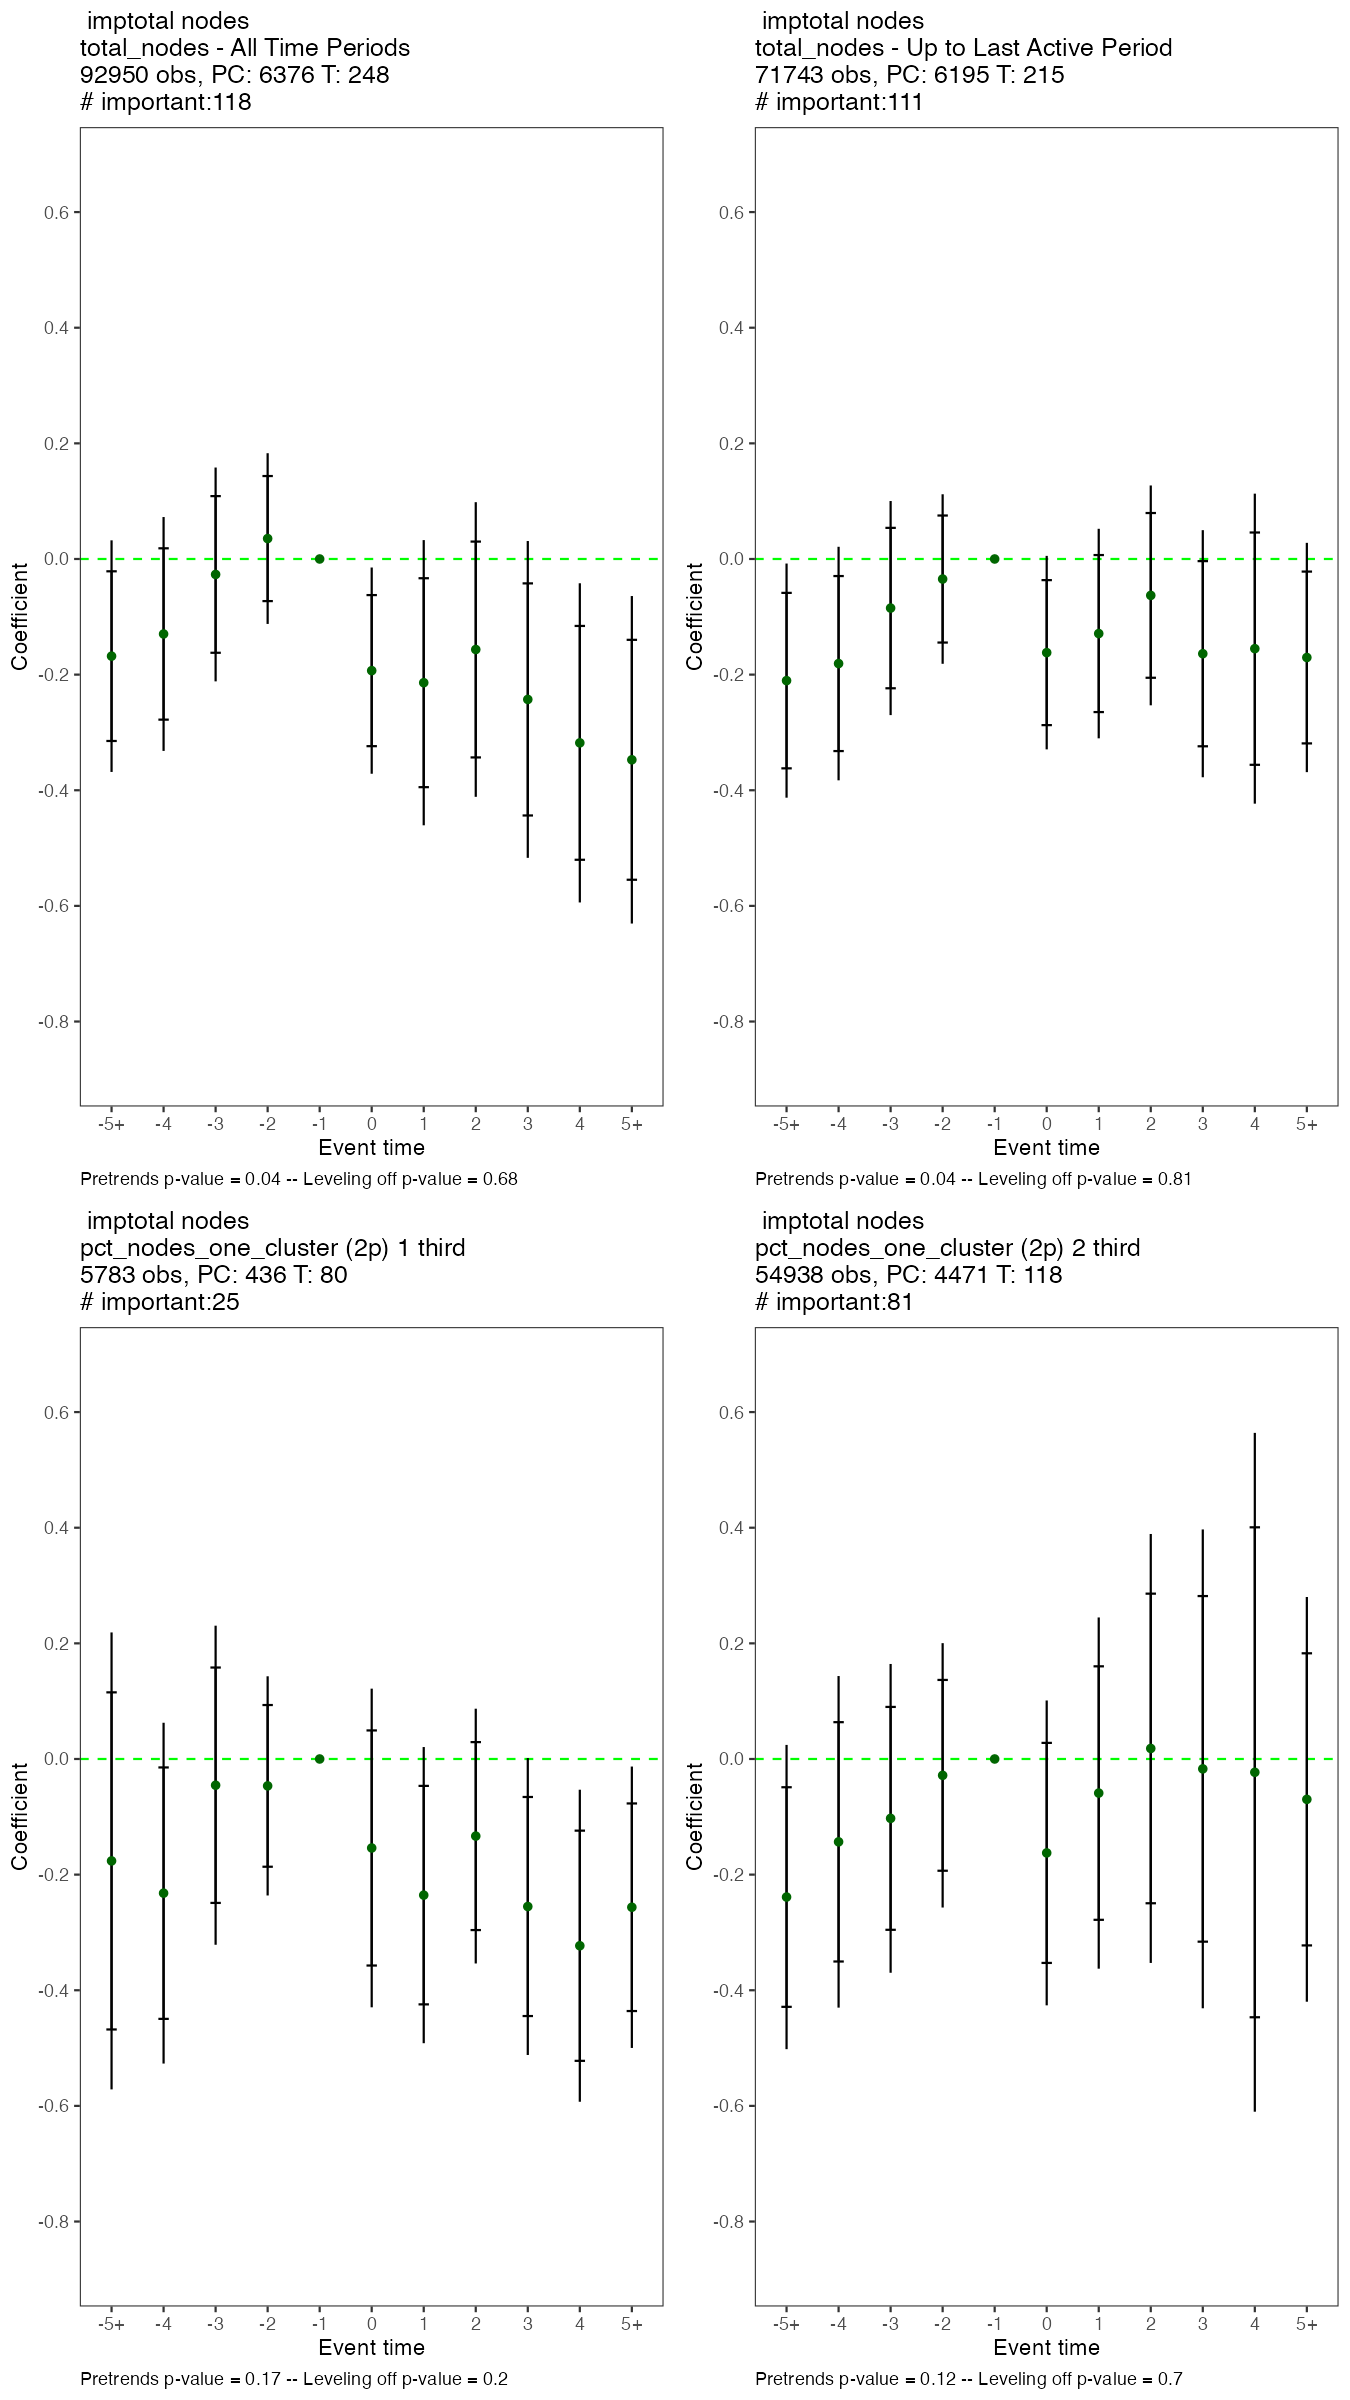 imptotal nodes
total_nodes - All Time Periods
92950 obs, PC: 6376 T: 248
# important:118
0.6
0.4
0.2
0.0
-0.2
-0.4
-0.6
-0.8
Coefficient
-5+ -4 -3 -2 -1 0 1 2 3 4 5+
Event time
Pretrends p-value = 0.04 -- Leveling off p-value = 0.68
imptotal nodes
total_nodes - Up to Last Active Period
71743 obs, PC: 6195 T: 215
# important:111
0.6
0.4
0.2
0.0
-0.2
-0.4
-0.6
-0.8
Coefficient
-5+ -4 -3 -2 -1 0 1 2 3 4 5+
Event time
Pretrends p-value = 0.04 -- Leveling off p-value = 0.81
imptotal nodes
pct_nodes_one_cluster (2p) 1 third
5783 obs, PC: 436 T: 80
# important:25
0.6
0.4
0.2
0.0
-0.2
-0.4
-0.6
-0.8
Coefficient
-5+ -4 -3 -2 -1 0 1 2 3 4 5+
Event time
Pretrends p-value = 0.17 -- Leveling off p-value = 0.2
imptotal nodes
pct_nodes_one_cluster (2p) 2 third
54938 obs, PC: 4471 T: 118
# important:81
0.6
0.4
0.2
0.0
-0.2
-0.4
-0.6
-0.8
Coefficient
-5+ -4 -3 -2 -1 0 1 2 3 4 5+
Event time
Pretrends p-value = 0.12 -- Leveling off p-value = 0.7